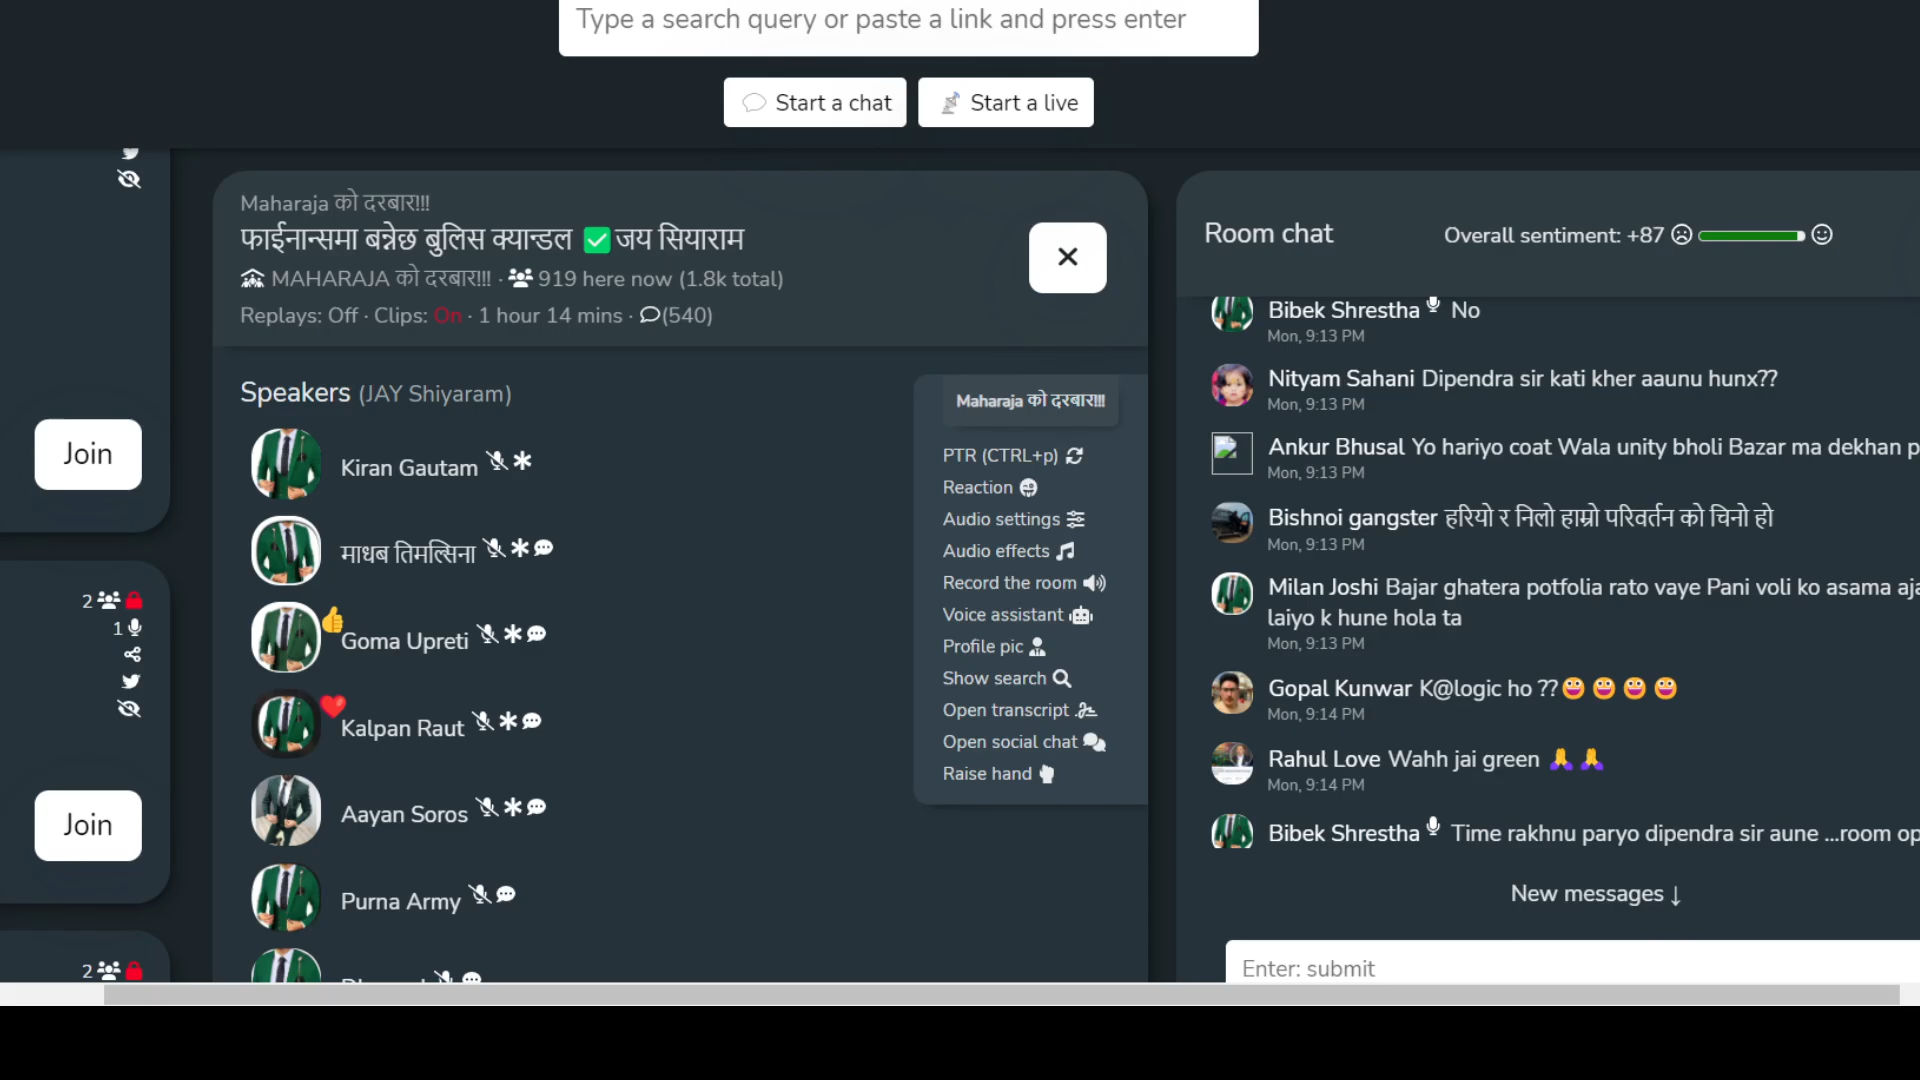 Type a search query or paste a link and press enter
Start a chat
Start a live
Join
2
1
Join
2
Maharaja को दरबार!!!
फाईनान्समा बन्नेछ बुलिस क्यान्डल ✅जय सियाराम
MAHARAJA को दरबार!!! · 919 here now (1.8k total)
Replays: Off · Clips: On · 1 hour 14 mins · (540)
Speakers (JAY Shiyaram)
Kiran Gautam
माधब तिमल्सिना
Goma Upreti
Kalpan Raut
Aayan Soros
Purna Army
Maharaja को दरबार!!!
PTR (CTRL+p)
Reaction
Audio settings
Audio effects
Record the room
Voice assistant
Profile pic
Show search
Open transcript
Open social chat
Raise hand
Room chat
Overall sentiment: +87
Bibek Shrestha No
Mon, 9:13 PM
Nityam Sahani Dipendra sir kati kher aaunu hunx??
Mon, 9:13 PM
Ankur Bhusal Yo hariyo coat Wala unity bholi Bazar ma dekhan p
Mon, 9:13 PM
Bishnoi gangster हरियो र निलो हाम्रो परिवर्तन को चिनो हो
Mon, 9:13 PM
Milan Joshi Bajar ghatera potfolia rato vaye Pani voli ko asama aja
laiyo k hune hola ta
Mon, 9:13 PM
Gopal Kunwar K@logic ho ??😀 😀 😀 😀
Mon, 9:14 PM
Rahul Love Wahh jai green 🙏 🙏
Mon, 9:14 PM
Bibek Shrestha Time rakhnu paryo dipendra sir aune ...room op
New messages ↓
Enter: submit